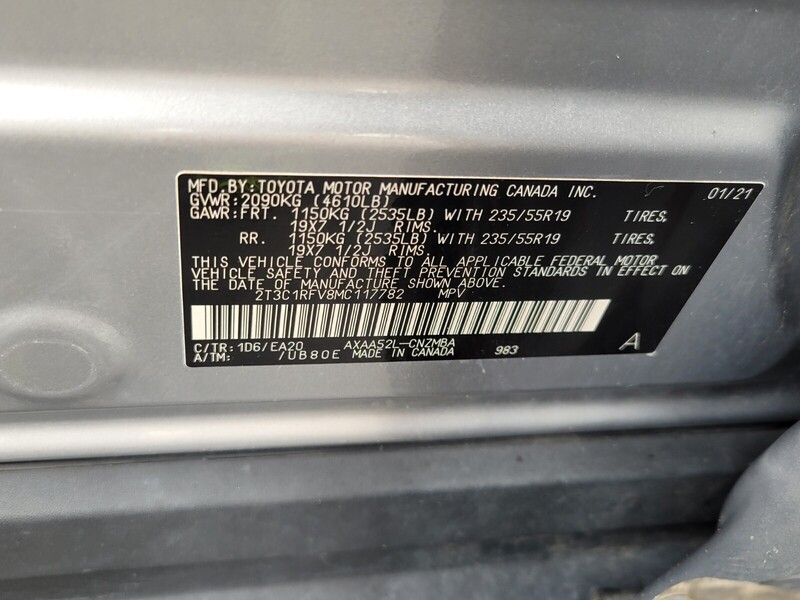 MFD.BY:TOYOTA MOTOR MANUFACTURING CANADA INC. 01/21
GVWR:2090KG (4610LB)
GAWR:FRT. 1150KG (2535LB) WITH 235/55R19 TIRES,
19X7 1/2J RIMS.
RR. 1150KG (2535LB) WITH 235/55R19 TIRES,
19X7 1/2J RIMS.
THIS VEHICLE CONFORMS TO ALL APPLICABLE FEDERAL MOTOR
VEHICLE SAFETY AND THEFT PREVENTION STANDARDS IN EFFECT ON
THE DATE OF MANUFACTURE SHOWN ABOVE.
2T3C1RFV8MC117782 MPV
C/TR:1D6/EA20 AXAA52L-CNZMBA
A/TM: /UB80E MADE IN CANADA 983 A